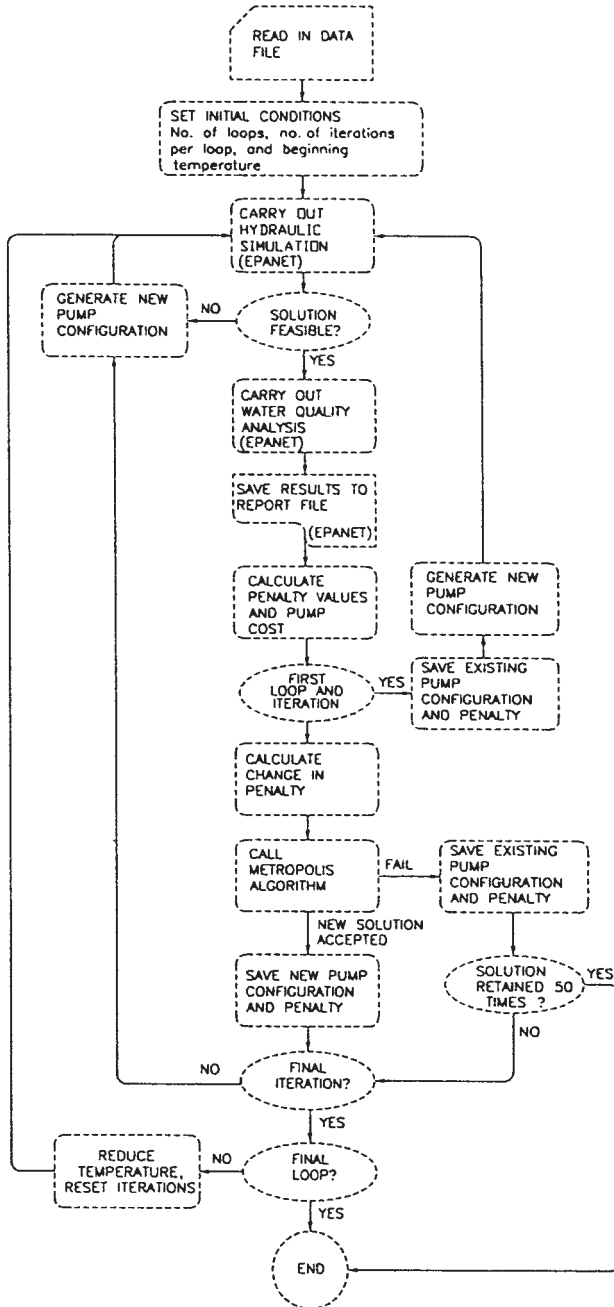 READ IN DATA
FILE
SET INITIAL CONDITIONS
No. of loops, no. of iterations
per loop, and beginning
temperature
CARRY OUT
HYDRAULIC
SIMULATION
(EPANET)
GENERATE NEW
PUMP
CONFIGURATION
NO
SOLUTION
FEASIBLE?
YES
CARRY OUT
WATER QUALITY
ANALYSIS
(EPANET)
SAVE RESULTS TO
REPORT FILE
(EPANET)
CALCULATE
PENALTY VALUES
AND PUMP
COST
GENERATE NEW
PUMP
CONFIGURATION
FIRST
LOOP AND
ITERATION
YES
SAVE EXISTING
PUMP
CONFIGURATION
AND PENALTY
CALCULATE
CHANGE IN
PENALTY
CALL
METROPOLIS
ALGORITHM
FAIL
SAVE EXISTING
PUMP
CONFIGURATION
AND PENALTY
NEW SOLUTION
ACCEPTED
SAVE NEW PUMP
CONFIGURATION
AND PENALTY
SOLUTION
RETAINED 50
TIMES ?
YES
NO
NO
FINAL
ITERATION?
YES
REDUCE
TEMPERATURE,
RESET ITERATIONS
NO
FINAL
LOOP?
YES
END